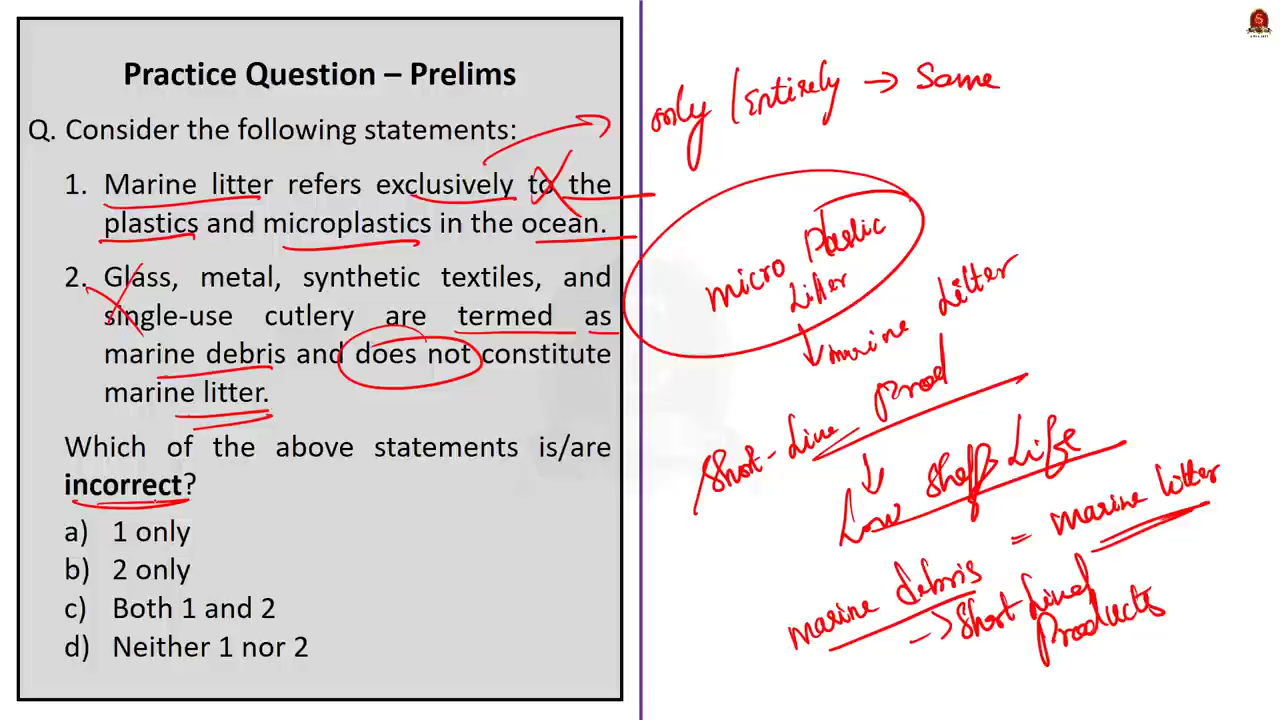 Practice Question – Prelims
Q. Consider the following statements:
1. Marine litter refers exclusively to the
plastics and microplastics in the ocean.
2. Glass, metal, synthetic textiles, and
single-use cutlery are termed as
marine debris and does not constitute
marine litter.
Which of the above statements is/are
incorrect?
a) 1 only
b) 2 only
c) Both 1 and 2
d) Neither 1 nor 2
only / Entirely → Same
micro Plastic
Litter
↓ marine Litter
Short-Live Prod
↓
Low Shelf Life
marine debris = marine litter
→ Short Lived
Products